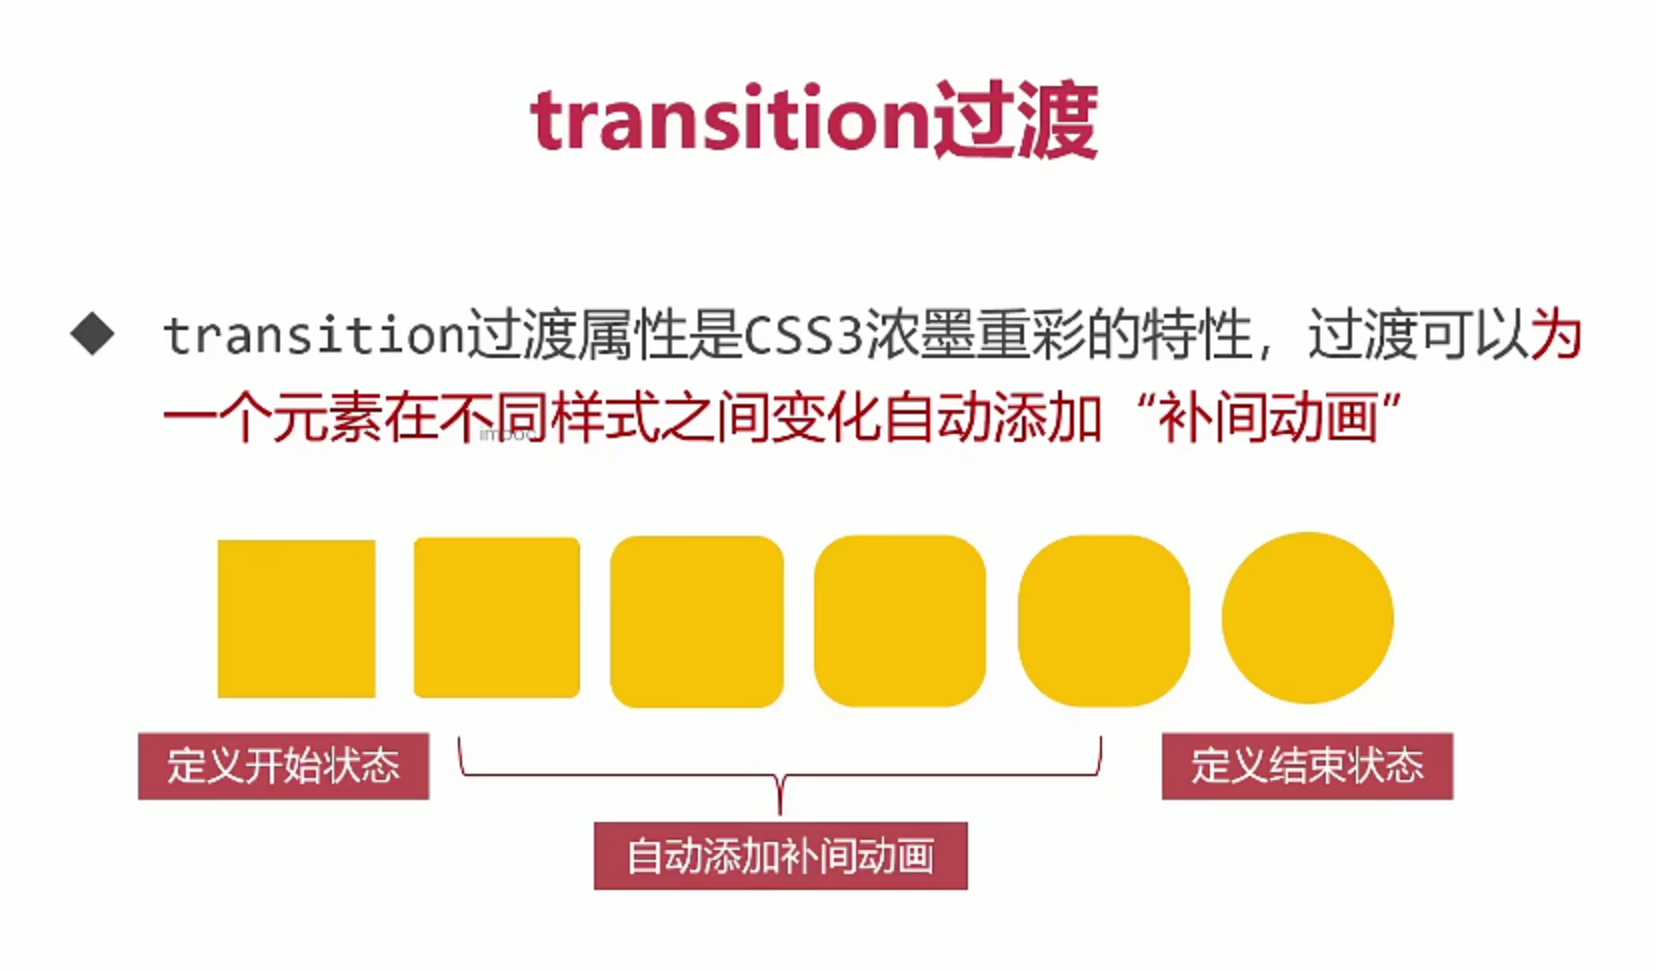 transition过渡
transition过渡属性是CSS3浓墨重彩的特性，过渡可以为
一个元素在不同样式之间变化自动添加“补间动画”
定义开始状态
定义结束状态
自动添加补间动画